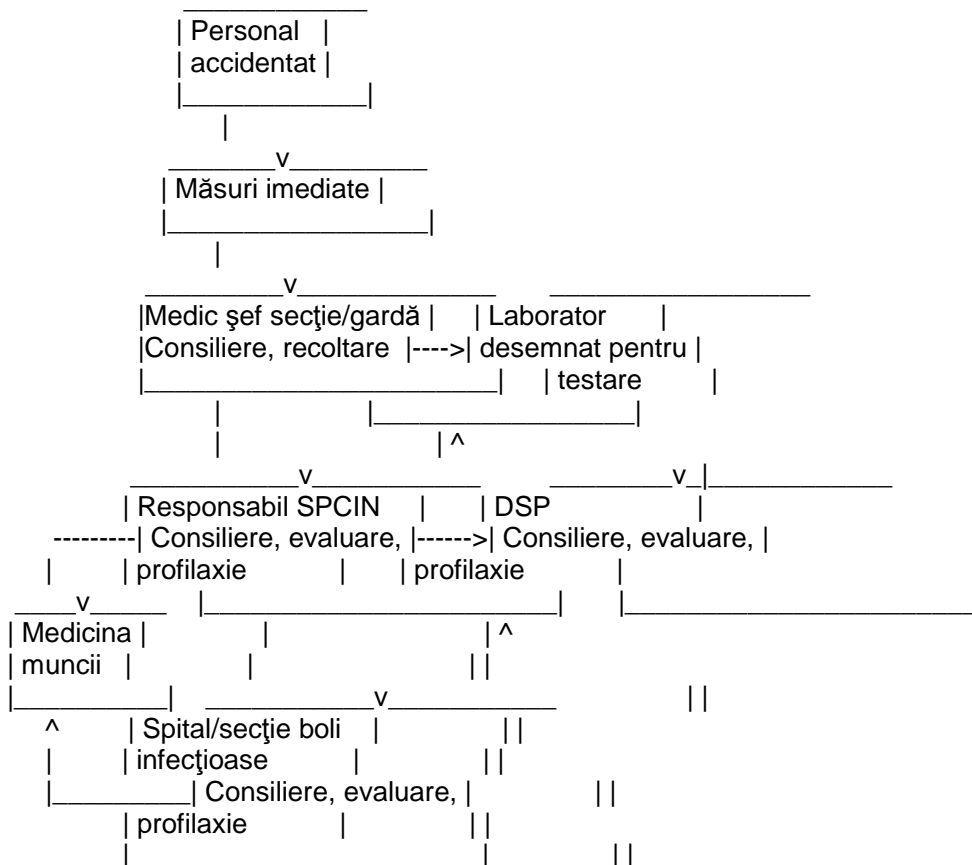 Personal
accidentat
Măsuri imediate
Medic şef secţie/gardă
Consiliere, recoltare
Laborator
desemnat pentru
testare
Responsabil SPCIN
Consiliere, evaluare,
profilaxie
DSP
Consiliere, evaluare,
profilaxie
Medicina
muncii
Spital/secţie boli
infecţioase
Consiliere, evaluare,
profilaxie